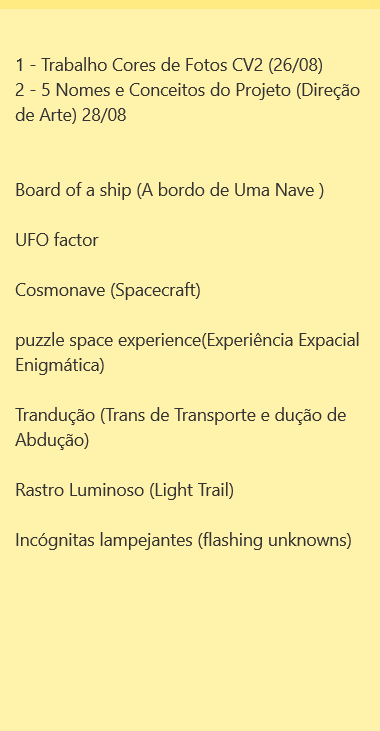 1 - Trabalho Cores de Fotos CV2 (26/08)
2 - 5 Nomes e Conceitos do Projeto (Direção
de Arte) 28/08
Board of a ship (A bordo de Uma Nave )
UFO factor
Cosmonave (Spacecraft)
puzzle space experience(Experiência Expacial
Enigmática)
Trandução (Trans de Transporte e dução de
Abdução)
Rastro Luminoso (Light Trail)
Incógnitas lampejantes (flashing unknowns)